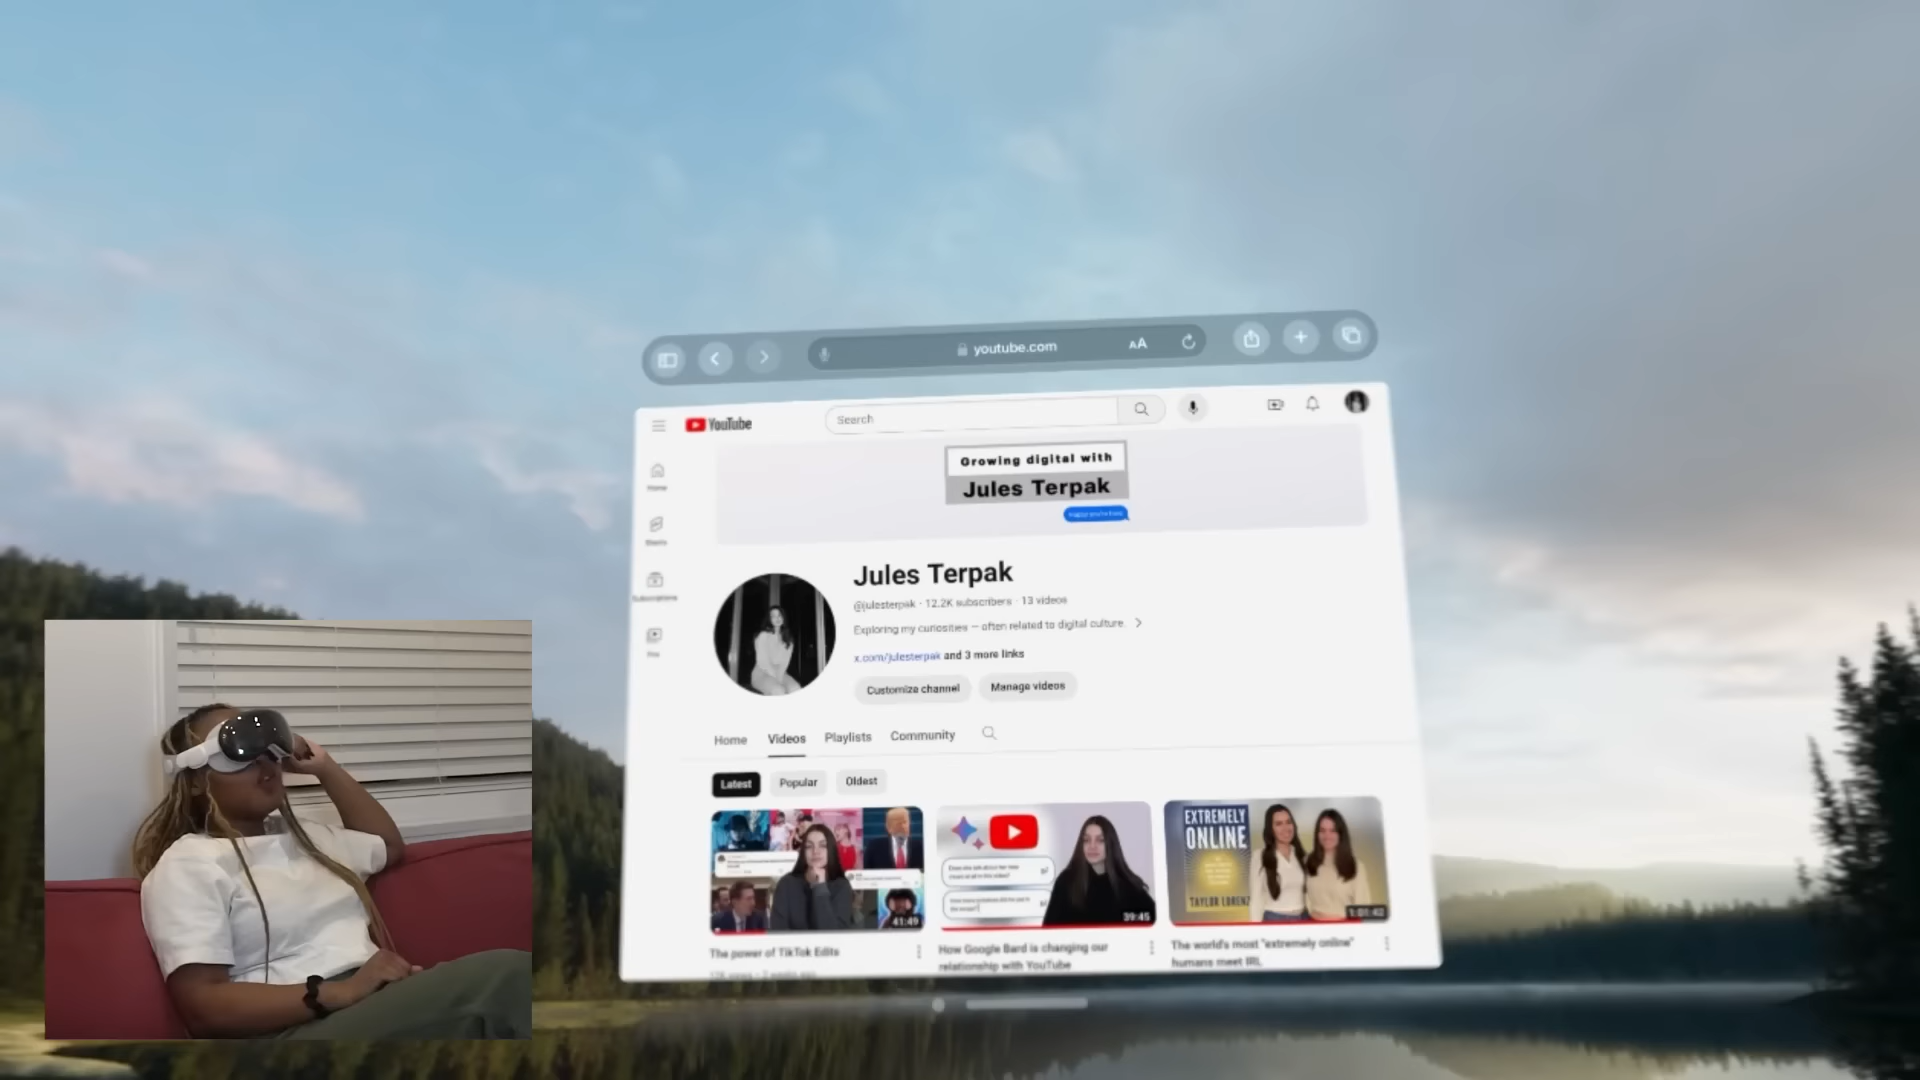 youtube.com
AA
YouTube
Search
Growing digital with
Jules Terpak
Home
Shorts
Subscriptions
You
Jules Terpak
@julesterpak · 12.2K subscribers · 13 videos
Exploring my curiosities — often related to digital culture.
x.com/julesterpak and 3 more links
Customize channel
Manage videos
Home
Videos
Playlists
Community
Latest
Popular
Oldest
41:49
39:45
EXTREMELY
ONLINE
TAYLOR LORENZ
1:01:42
The power of TikTok Edits
How Google Bard is changing our
relationship with YouTube
The world's most "extremely online"
humans meet IRL